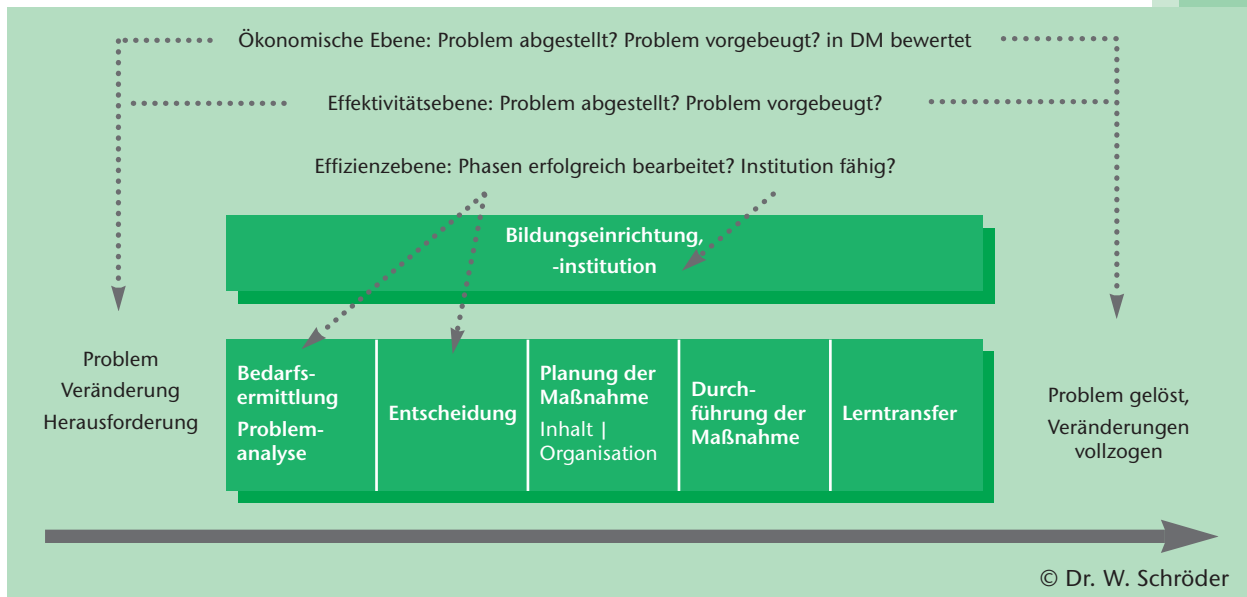 Ökonomische Ebene: Problem abgestellt? Problem vorgebeugt? in DM bewertet
Effektivitätsebene: Problem abgestellt? Problem vorgebeugt?
Effizienzebene: Phasen erfolgreich bearbeitet? Institution fähig?
Bildungseinrichtung,
-institution
Problem
Veränderung
Herausforderung
Bedarfs-
ermittlung
Problem-
analyse
Entscheidung
Planung der
Maßnahme
Inhalt |
Organisation
Durch-
führung der
Maßnahme
Lerntransfer
Problem gelöst,
Veränderungen
vollzogen
© Dr. W. Schröder